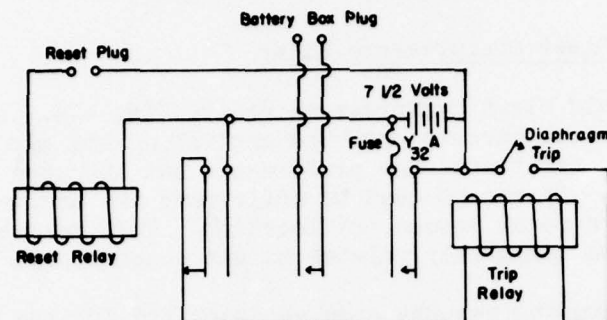 Battery Box Plug
Reset Plug
7 1/2 Volts
Fuse
Y A
32
Diaphragm
Trip
Reset Relay
Trip
Relay